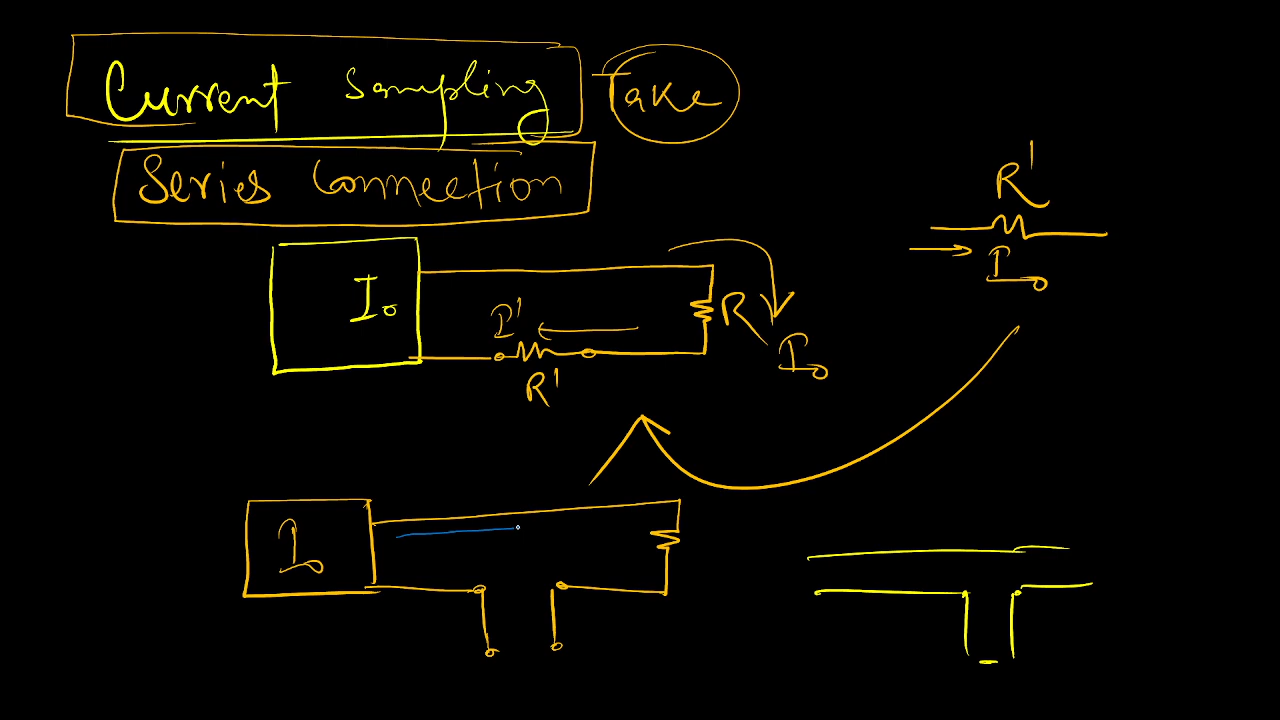 Current Sampling Take
Series Connection
R'
I₀
I₀
R
I'
I₀
R'
I₀